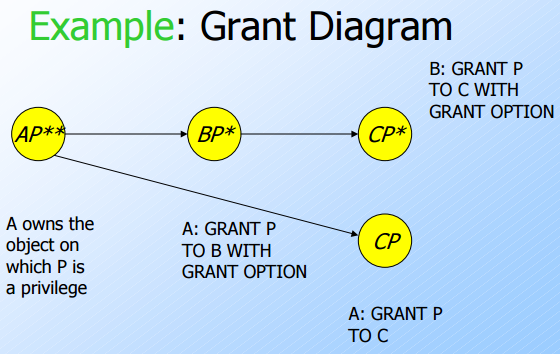 Example: Grant Diagram
B: GRANT P
TO C WITH
GRANT OPTION
AP**
BP*
CP*
A owns the
object on
which P is
a privilege
A: GRANT P
TO B WITH
GRANT OPTION
CP
A: GRANT P
TO C